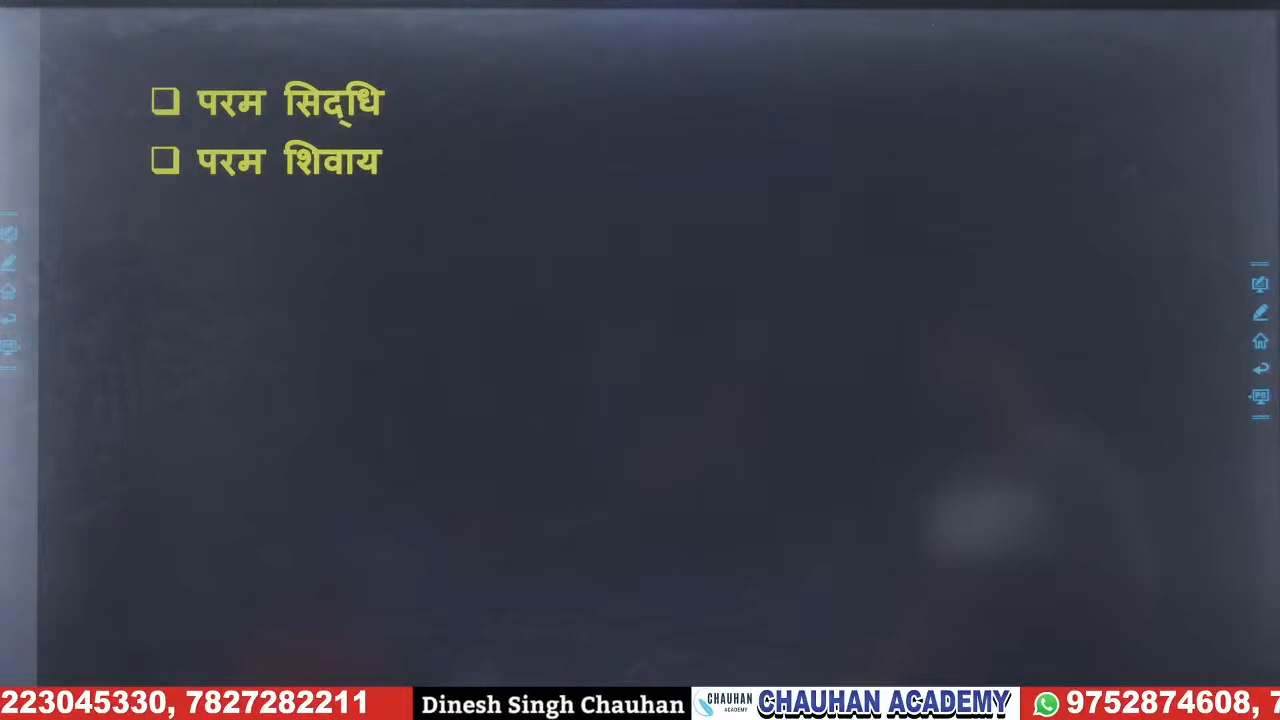 ❑ परम सिद्धि
❑ परम शिवाय
223045330, 7827282211 Dinesh Singh Chauhan CHAUHAN ACADEMY CHAUHAN ACADEMY 9752874608, 7